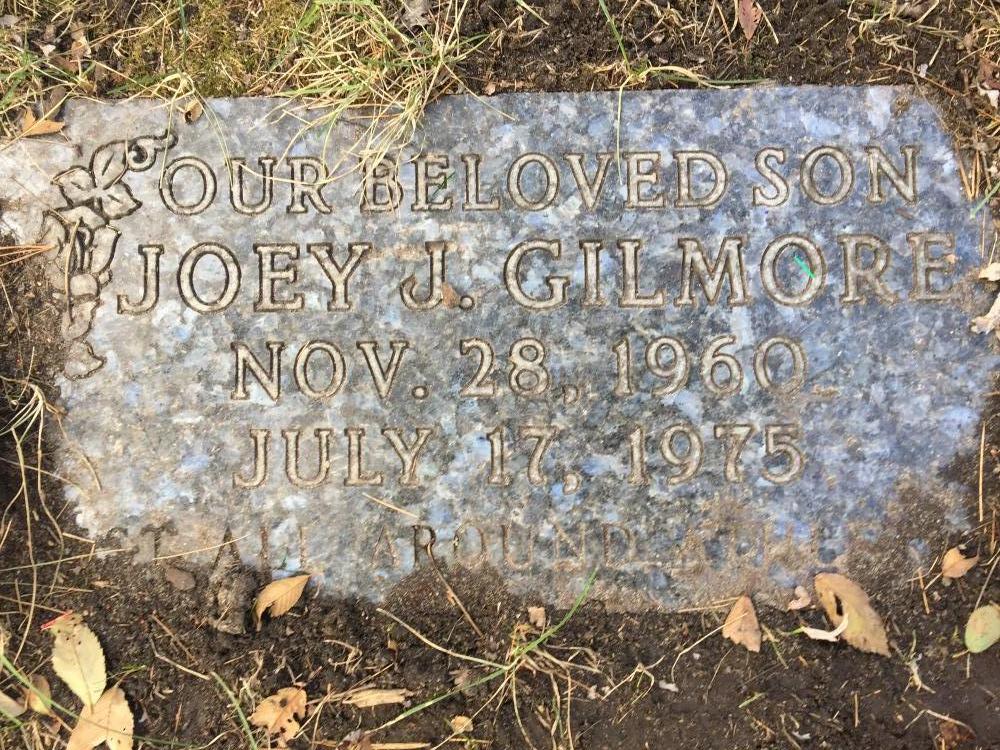 OUR BELOVED SON
JOEY J. GILMORE
NOV. 28, 1960
JULY 17, 1975
ALL AROUND